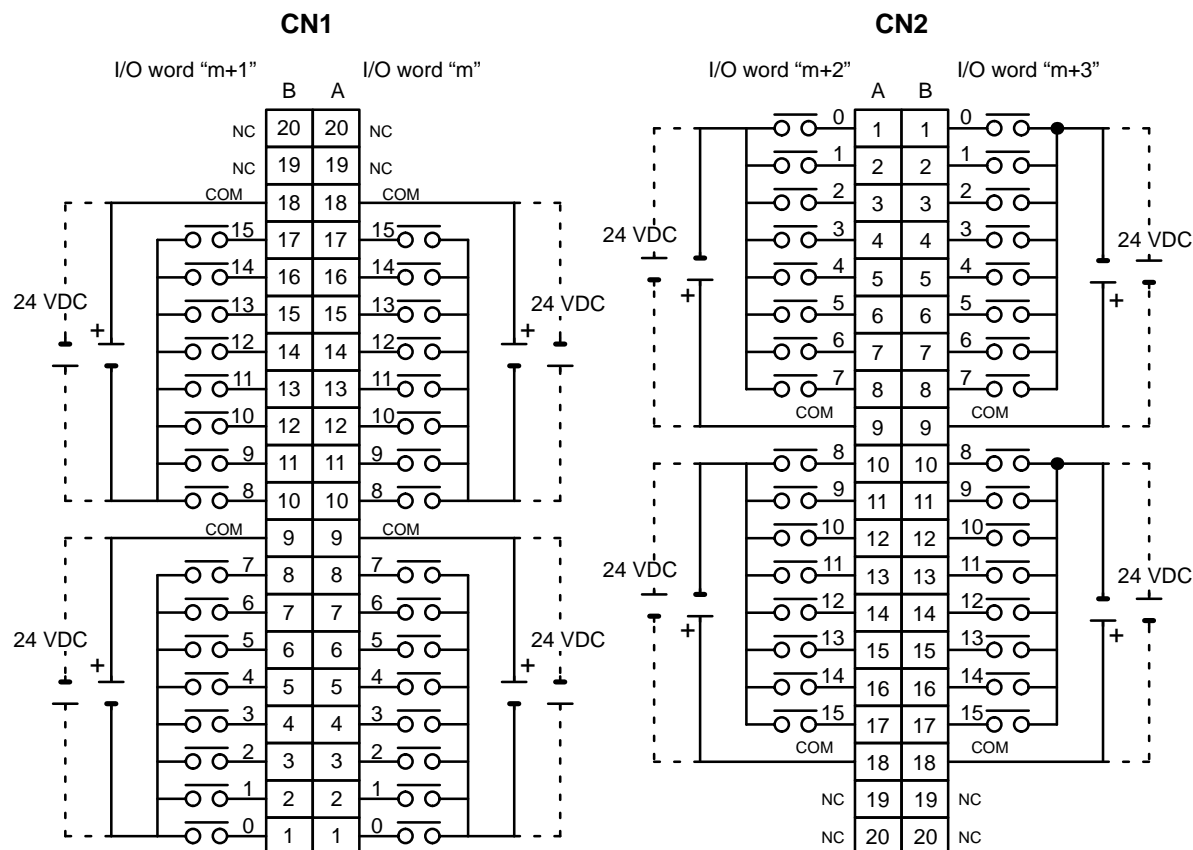 CN1
I/O word “m+1” I/O word “m”
B A
NC 20 20 NC
NC 19 19 NC
COM 18 18 COM
15 17 17 15
14 16 16 14
13 15 15 13
24 VDC + + 24 VDC
12 14 14 12
11 13 13 11
10 12 12 10
9 11 11 9
8 10 10 8
COM 9 9 COM
7 8 8 7
6 7 7 6
5 6 6 5
24 VDC + + 24 VDC
4 5 5 4
3 4 4 3
2 3 3 2
1 2 2 1
0 1 1 0
CN2
I/O word “m+2” I/O word “m+3”
A B
0 1 1 0
1 2 2 1
2 3 3 2
24 VDC 3 4 4 3 24 VDC
4 5 5 4
+ 5 6 6 5 +
6 7 7 6
7 8 8 7
COM 9 9 COM
8 10 10 8
9 11 11 9
10 12 12 10
24 VDC 11 13 13 11 24 VDC
12 14 14 12
+ 13 15 15 13 +
14 16 16 14
15 17 17 15
COM 18 18 COM
NC 19 19 NC
NC 20 20 NC